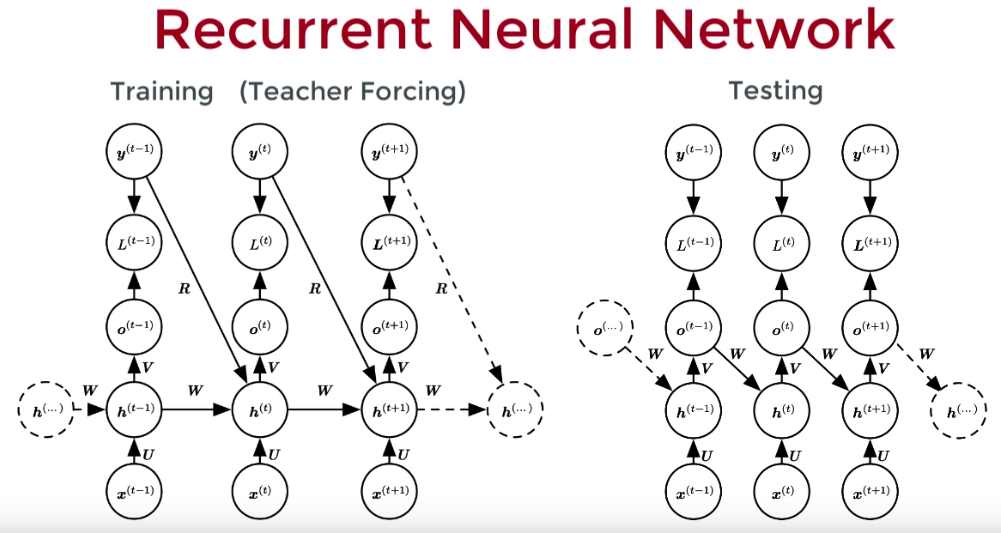 Recurrent Neural Network
Training (Teacher Forcing)
Testing
y(t−1) y(t) y(t+1)
y(t−1) y(t) y(t+1)
L(t−1) L(t) L(t+1)
L(t−1) L(t) L(t+1)
R R R
o(t−1) o(t) o(t+1)
o(...) o(t−1) o(t) o(t+1)
W W W W
V V V
V V V
W W W W
h(...) h(t−1) h(t) h(t+1) h(...)
h(t−1) h(t) h(t+1) h(...)
U U U
U U U
x(t−1) x(t) x(t+1)
x(t−1) x(t) x(t+1)